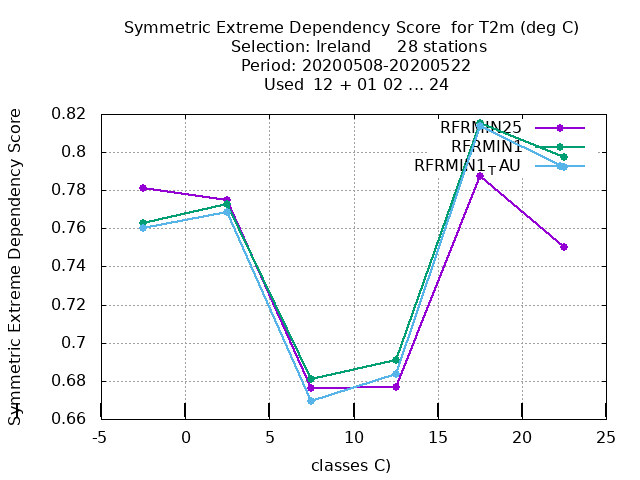 Symmetric Extreme Dependency Score for T2m (deg C)
Selection: Ireland 28 stations
Period: 20200508-20200522
Used 12 + 01 02 ... 24
Symmetric Extreme Dependency Score
y
0.82
0.8
0.78
0.76
0.74
0.72
0.7
0.68
0.66
RFRMIN25
RFRMIN1
RFRMIN1TAU
-5 0 5 10 15 20 25
classes C)